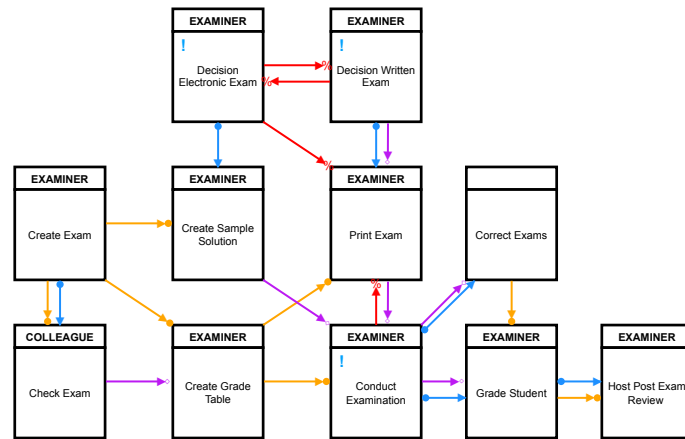 EXAMINER
!
Decision
Electronic Exam
EXAMINER
!
Decision Written
Exam
%
%
%
EXAMINER
Create Exam
EXAMINER
Create Sample
Solution
EXAMINER
Print Exam
Correct Exams
%
COLLEAGUE
Check Exam
EXAMINER
Create Grade
Table
EXAMINER
!
Conduct
Examination
EXAMINER
Grade Student
EXAMINER
Host Post Exam
Review